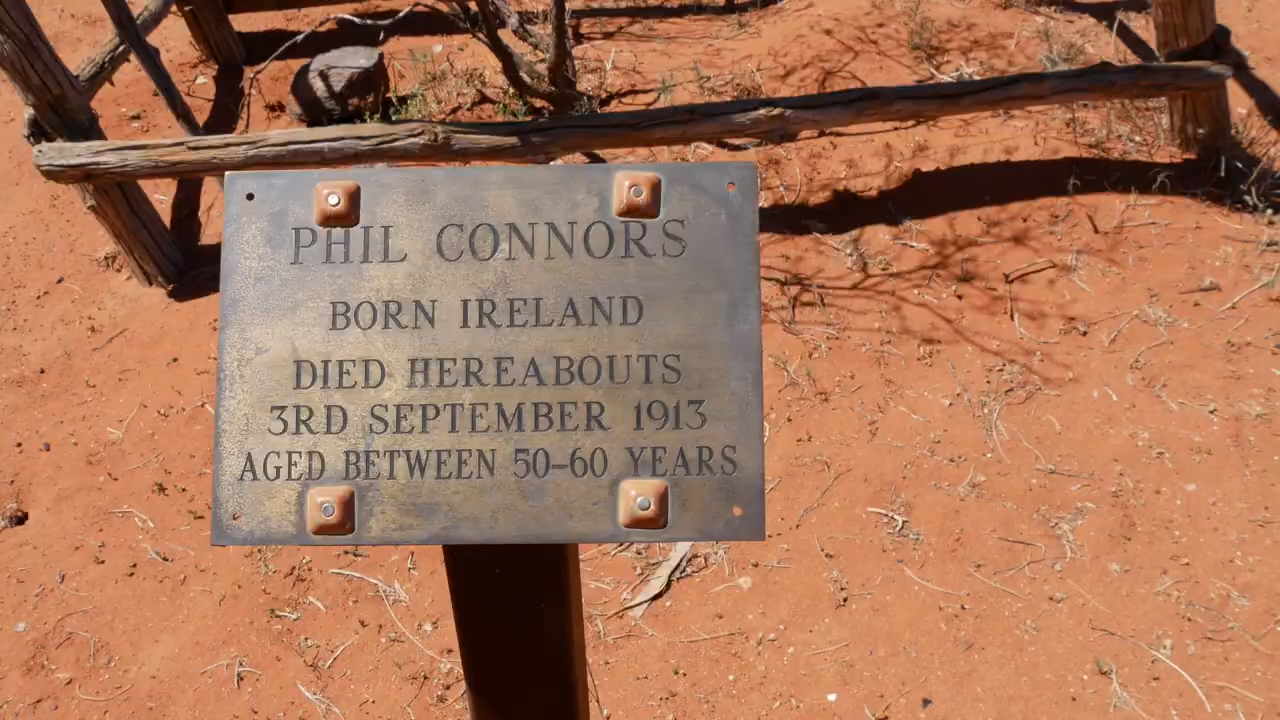 PHIL CONNORS
BORN IRELAND
DIED HEREABOUTS
3RD SEPTEMBER 1913
AGED BETWEEN 50-60 YEARS